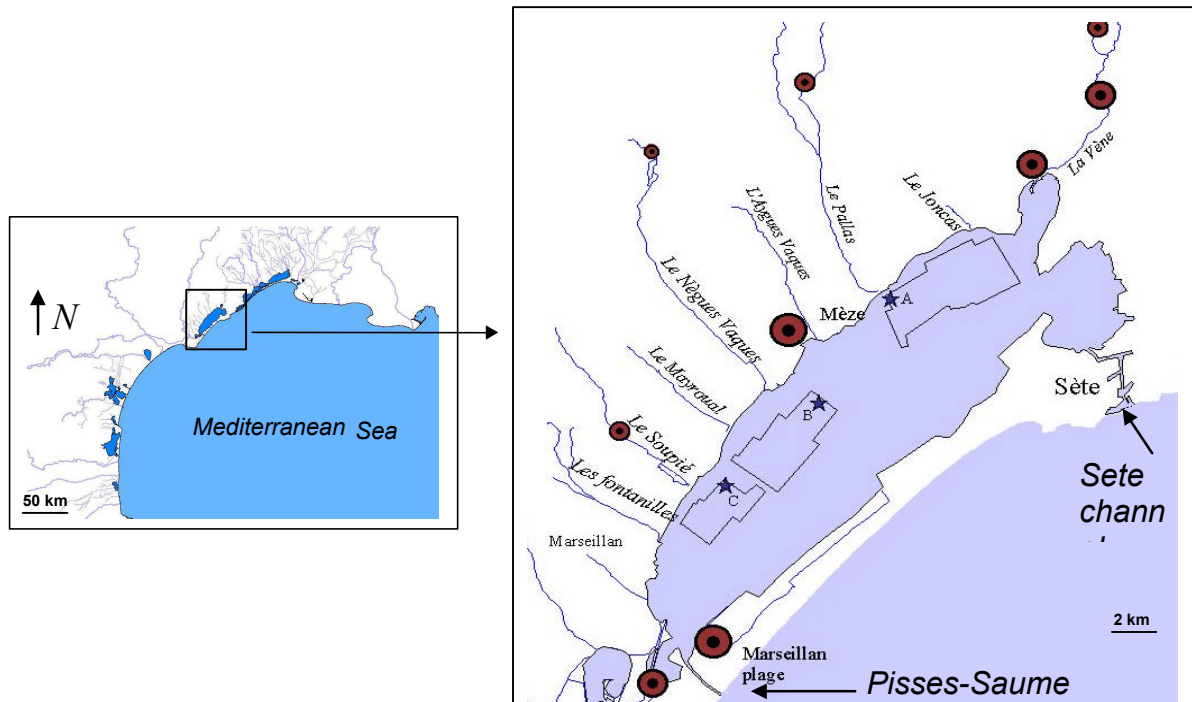 N
Mediterranean Sea
50 km
La Vène
Le Joncas
Le Pallas
L'Aygues Vaques
Le Nègues Vaques
A
Mèze
Le Mayroual
Sète
B
Le Soupié
Les fontanilles
C
Sete
chann
Marseillan
2 km
Marseillan
plage
Pisses-Saume